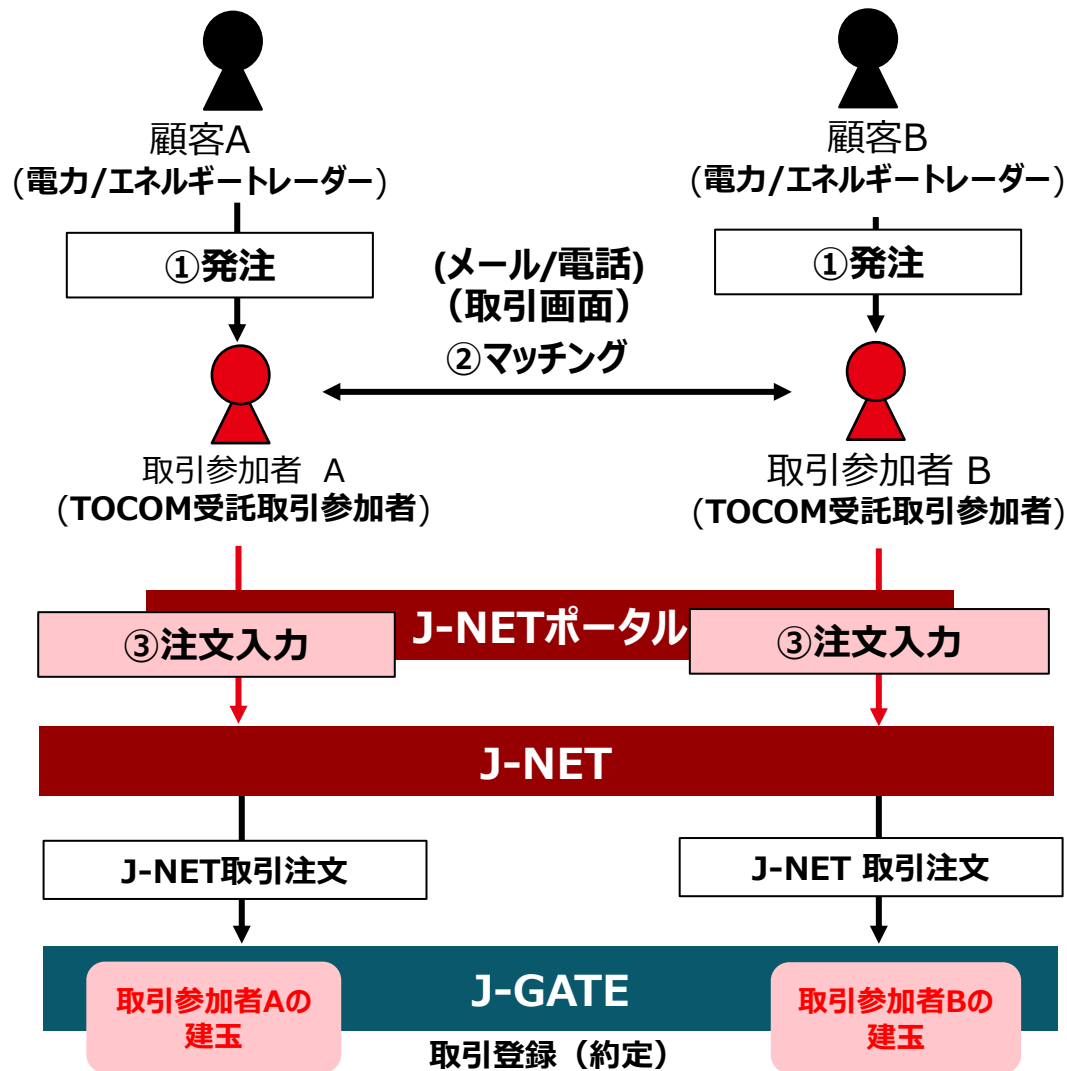 顧客A
(電力/エネルギートレーダー)
顧客B
(電力/エネルギートレーダー)
①発注
(メール/電話)
（取引画面）
②マッチング
①発注
取引参加者 A
(TOCOM受託取引参加者)
取引参加者 B
(TOCOM受託取引参加者)
J-NETポータル
③注文入力
③注文入力
J-NET
J-NET取引注文
J-NET 取引注文
J-GATE
取引参加者Aの
建玉
取引参加者Bの
建玉
取引登録（約定）